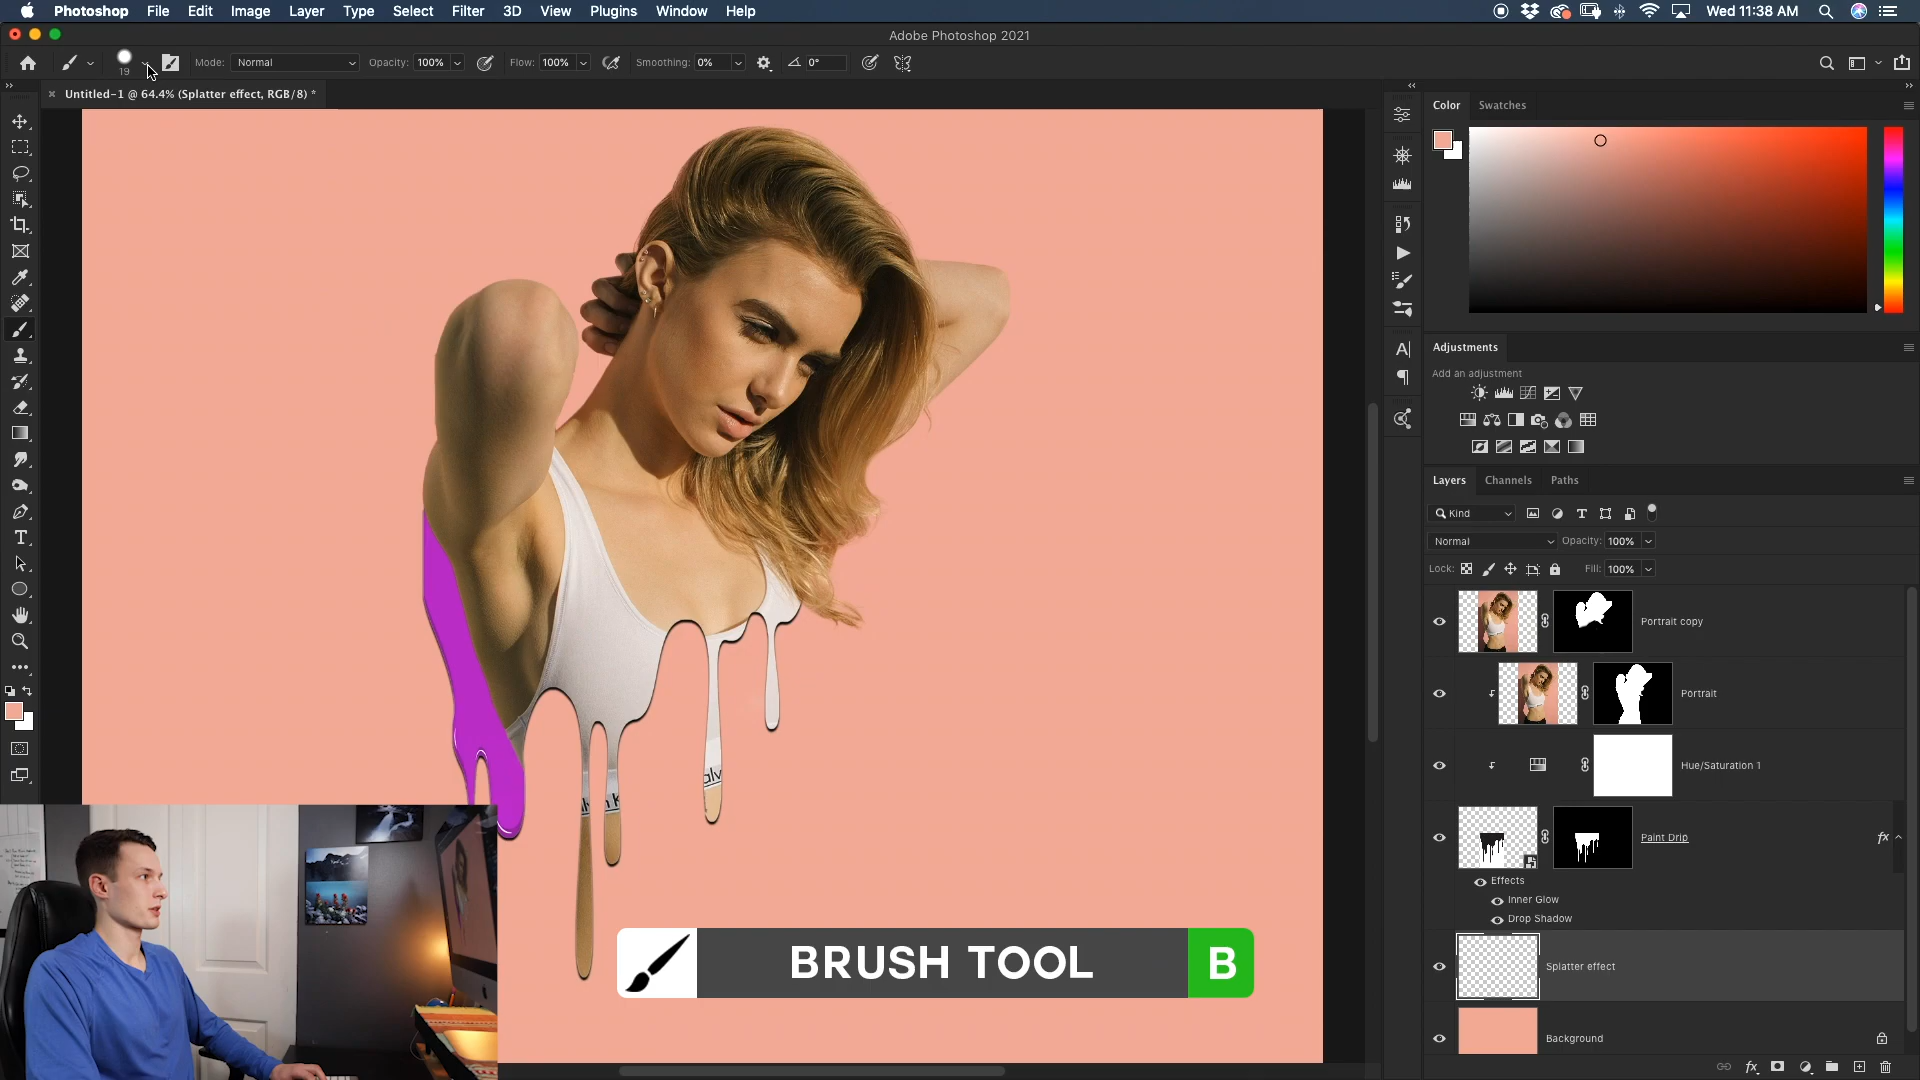 Photoshop File Edit Image Layer Type Select Filter 3D View Plugins Window Help Wed 11:38 AM
Adobe Photoshop 2021
19 Mode: Normal Opacity: 100% Flow: 100% Smoothing: 0% 0°
Untitled-1 @ 64.4% (Splatter effect, RGB/8) *
Color Swatches
Adjustments
Add an adjustment
Layers Channels Paths
Kind
Normal Opacity: 100%
Lock: Fill: 100%
Portrait copy
Portrait
Hue/Saturation 1
Paint Drip fx
Effects
Inner Glow
Drop Shadow
Splatter effect
Background
BRUSH TOOL B